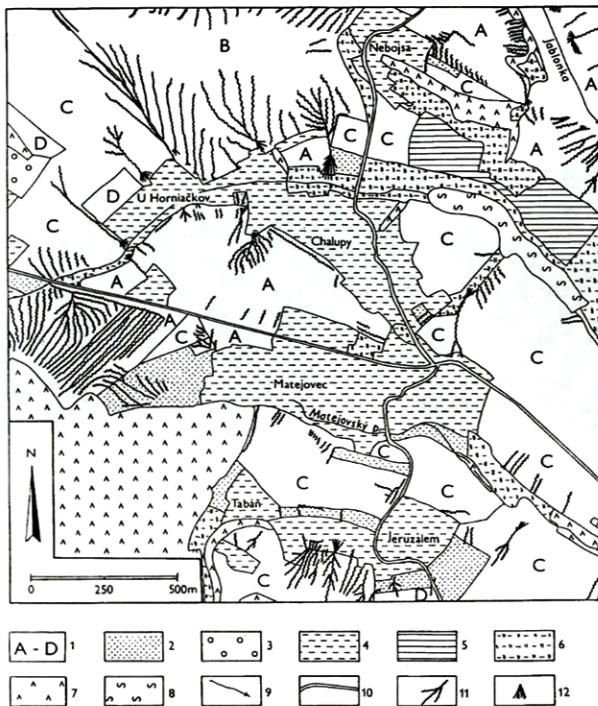 Nebojsa
A
Jablonka
B
A
C
C
D
C
C
A
A
D
U Horniačkov
C
Chalupy
C
A
A
A
C
A
C
C
Matejovec
Matejovský p.
C
C
C
C
N
Tabáň
Jeruzalem
C
C
D
0 250 500m
A - D 1 2 3 4 5 6
7 8 9 10 11 12